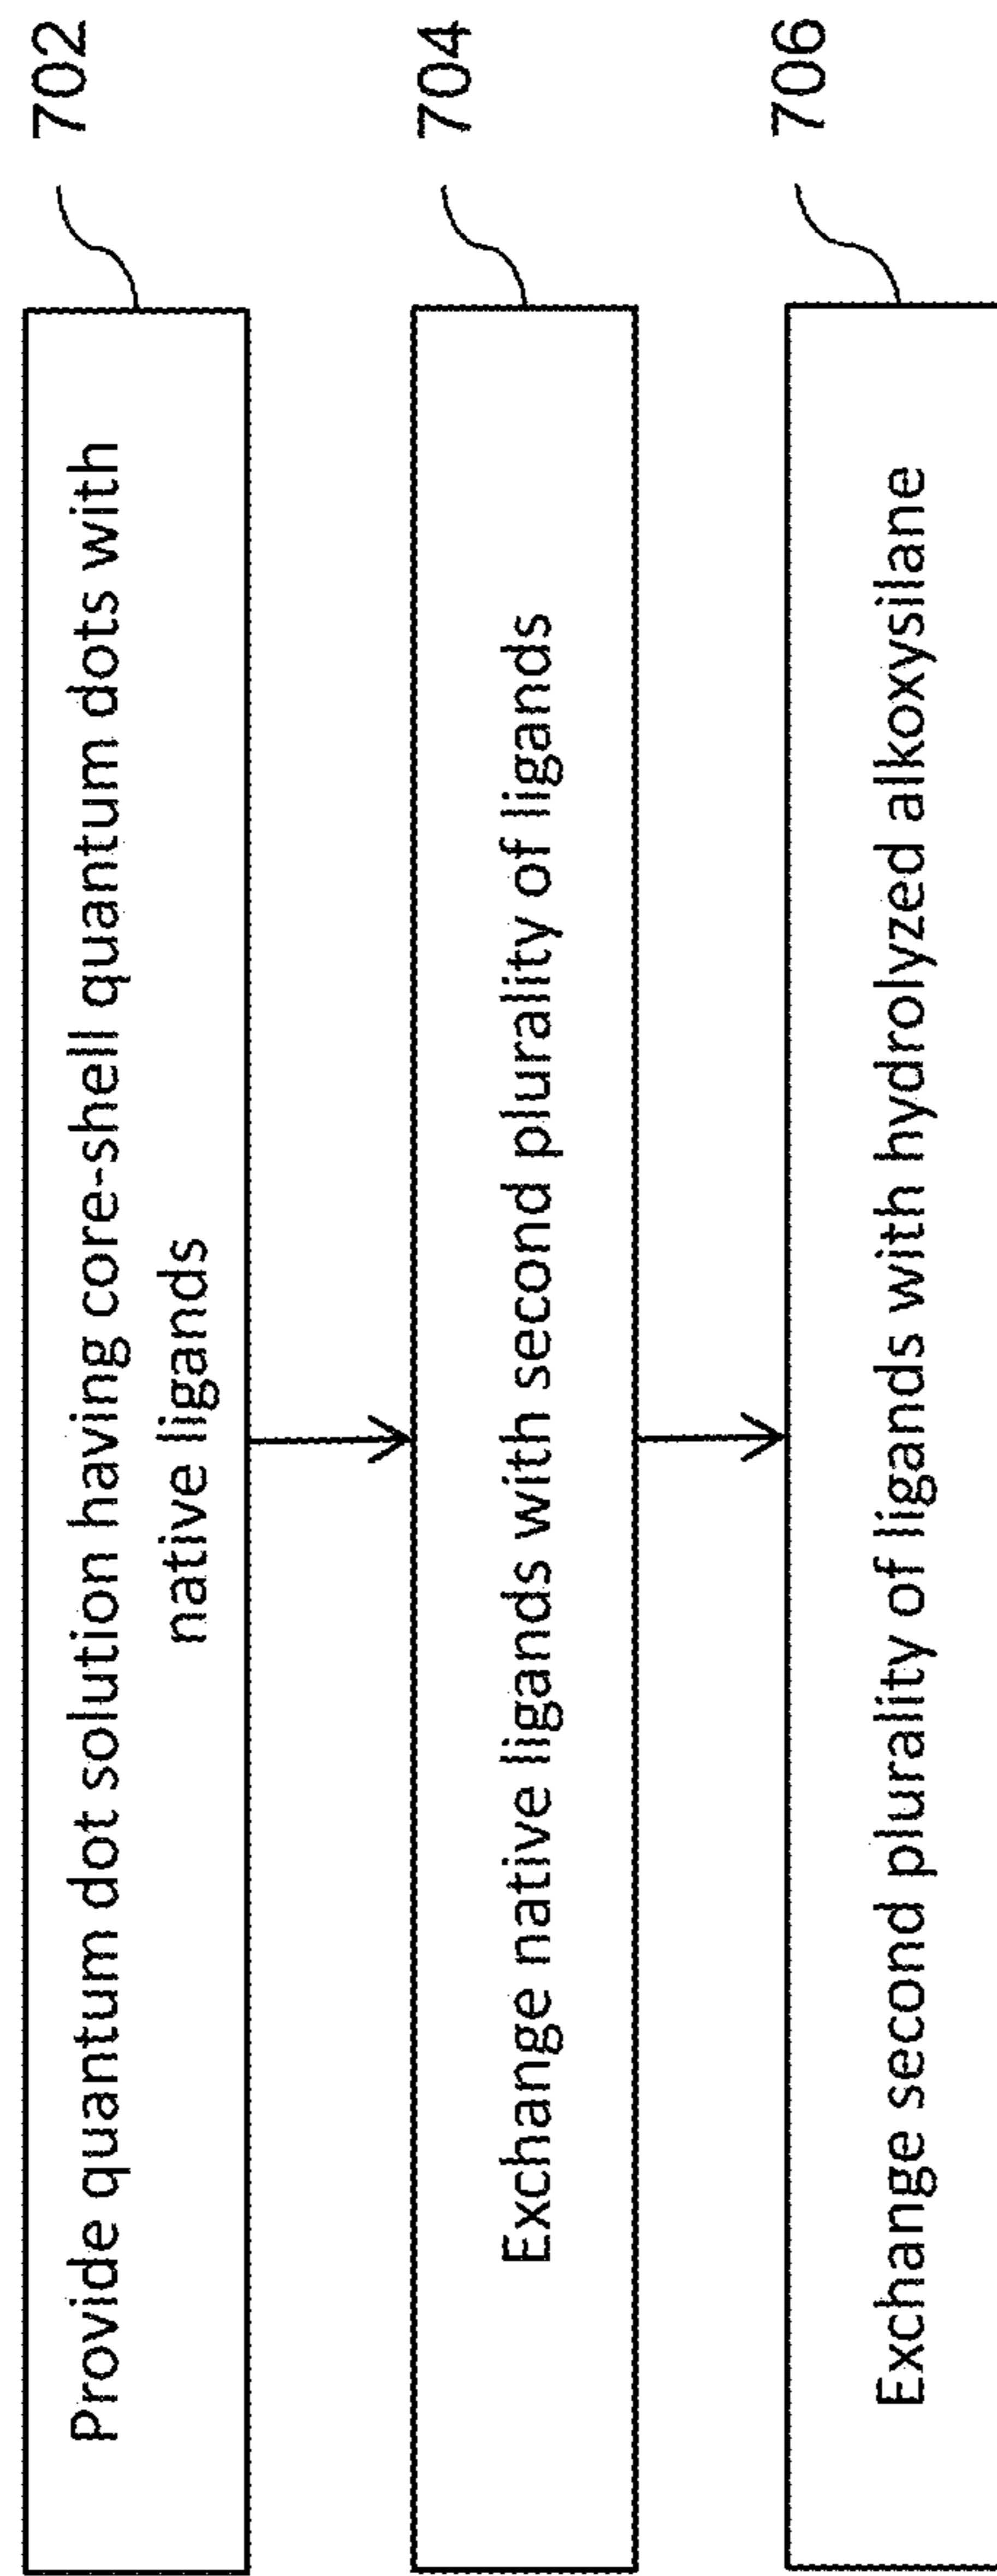 Provide quantum dot solution having core-shell quantum dots with
native ligands
702
Exchange native ligands with second plurality of ligands
704
Exchange second plurality of ligands with hydrolyzed alkoxysilane
706